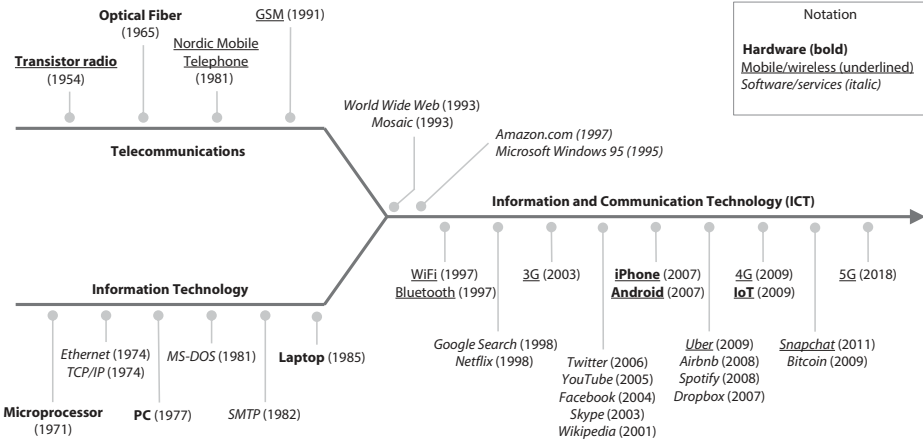 Optical Fiber
(1965)
GSM (1991)
Transistor radio
(1954)
Nordic Mobile
Telephone
(1981)
Notation
Hardware (bold)
Mobile/wireless (underlined)
Software/services (italic)
World Wide Web (1993)
Mosaic (1993)
Amazon.com (1997)
Microsoft Windows 95 (1995)
Telecommunications
Information and Communication Technology (ICT)
Information Technology
WiFi (1997)
Bluetooth (1997)
3G (2003)
iPhone (2007)
Android (2007)
4G (2009)
IoT (2009)
5G (2018)
Ethernet (1974)
TCP/IP (1974)
MS-DOS (1981)
Laptop (1985)
Google Search (1998)
Netflix (1998)
Twitter (2006)
YouTube (2005)
Facebook (2004)
Skype (2003)
Wikipedia (2001)
Uber (2009)
Airbnb (2008)
Spotify (2008)
Dropbox (2007)
Snapchat (2011)
Bitcoin (2009)
Microprocessor
(1971)
PC (1977)
SMTP (1982)